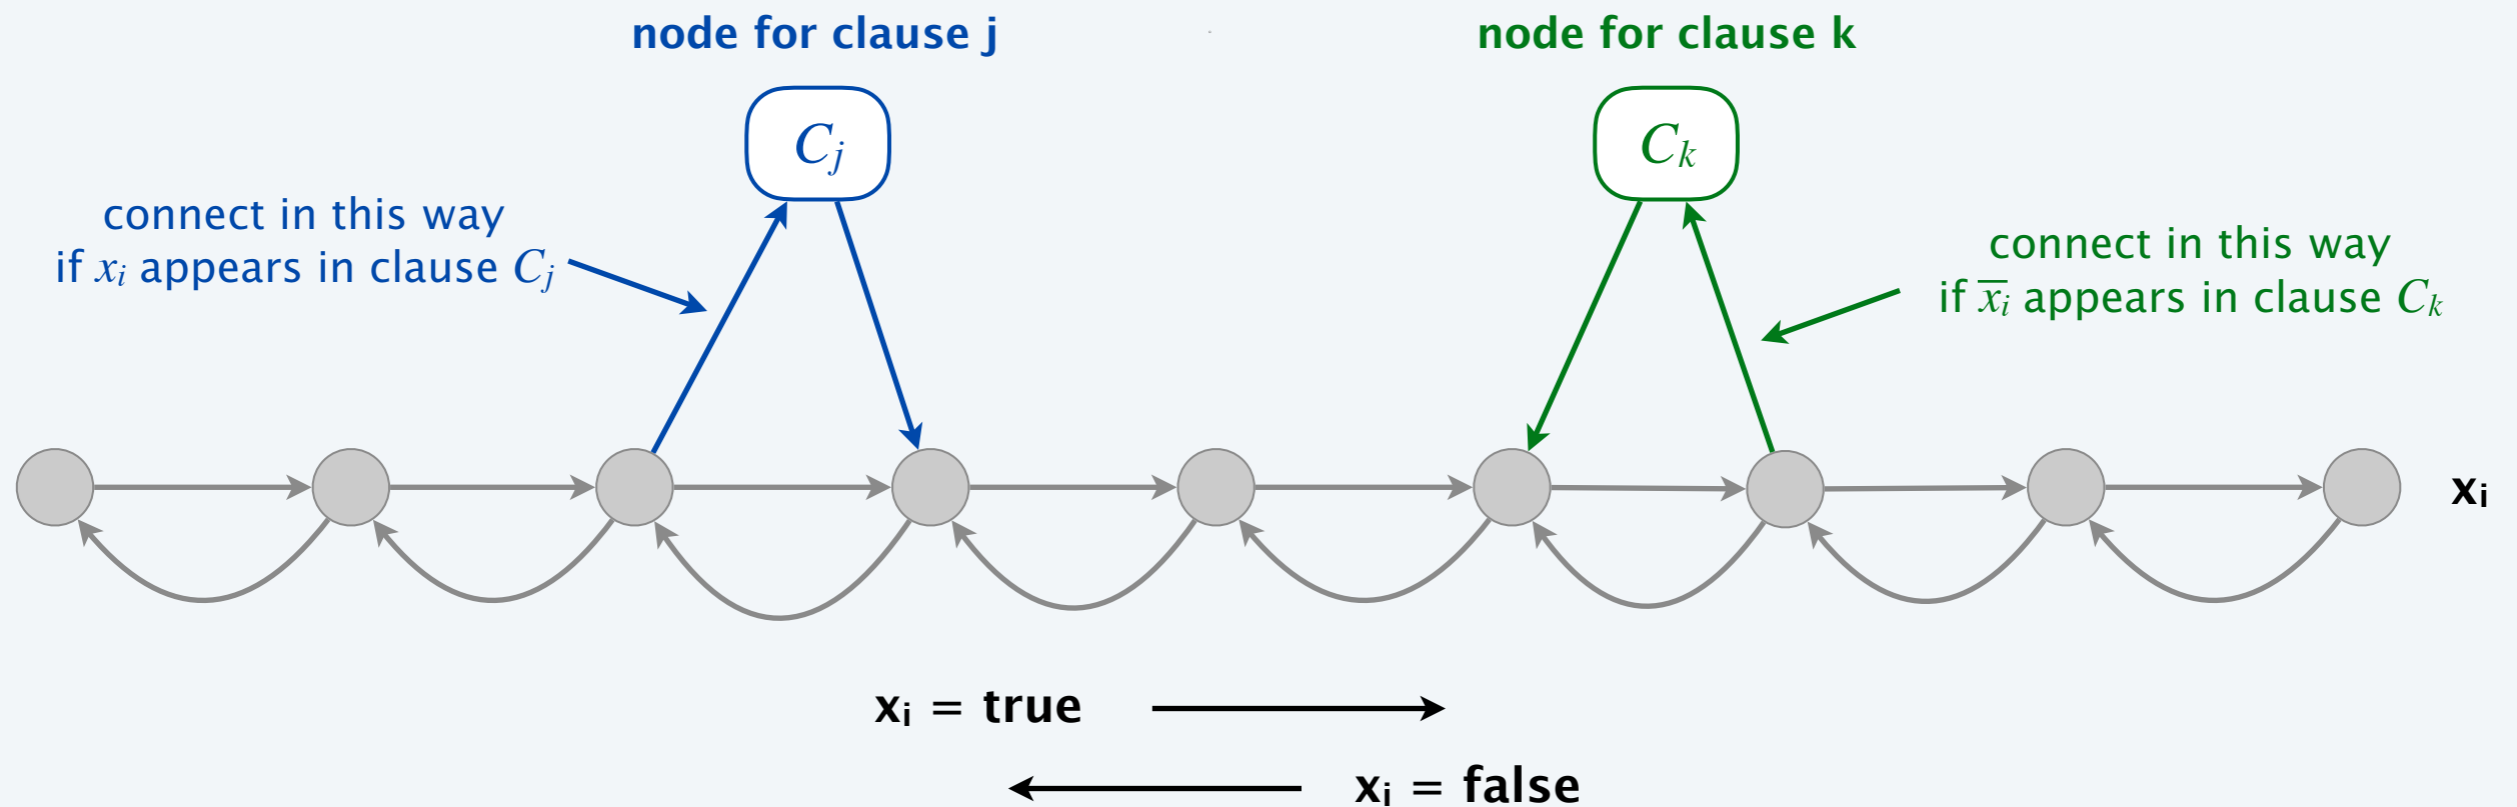 node for clause j
node for clause k
Cⱼ
Cₖ
connect in this way
if xᵢ appears in clause Cⱼ
connect in this way
if x̅ᵢ appears in clause Cₖ
xᵢ
xᵢ = true
xᵢ = false